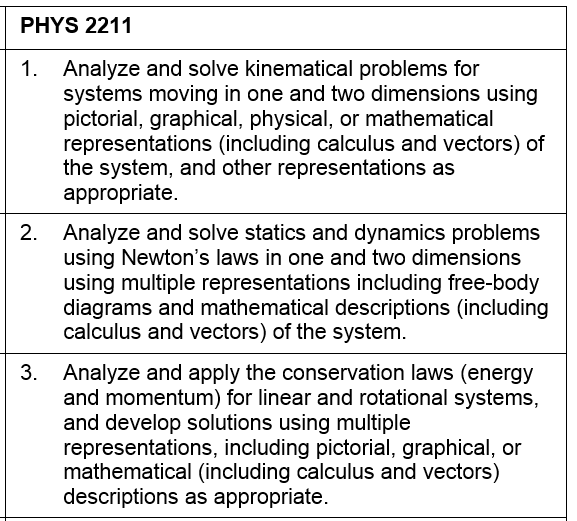 PHYS 2211
1. Analyze and solve kinematical problems for
systems moving in one and two dimensions using
pictorial, graphical, physical, or mathematical
representations (including calculus and vectors) of
the system, and other representations as
appropriate.
2. Analyze and solve statics and dynamics problems
using Newton’s laws in one and two dimensions
using multiple representations including free-body
diagrams and mathematical descriptions (including
calculus and vectors) of the system.
3. Analyze and apply the conservation laws (energy
and momentum) for linear and rotational systems,
and develop solutions using multiple
representations, including pictorial, graphical, or
mathematical (including calculus and vectors)
descriptions as appropriate.